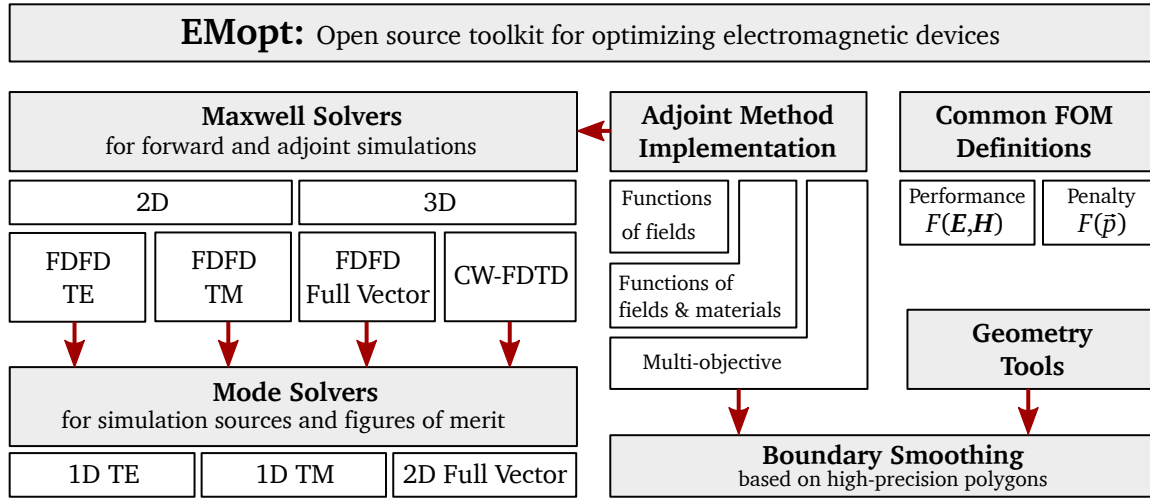 EMopt: Open source toolkit for optimizing electromagnetic devices
Maxwell Solvers
for forward and adjoint simulations
2D
3D
FDFD
TE
FDFD
TM
FDFD
Full Vector
CW-FDTD
Mode Solvers
for simulation sources and figures of merit
1D TE
1D TM
2D Full Vector
Adjoint Method
Implementation
Functions
of fields
Functions of
fields & materials
Multi-objective
Common FOM
Definitions
Performance
F(E,H)
Penalty
F(p⃗)
Geometry
Tools
Boundary Smoothing
based on high-precision polygons